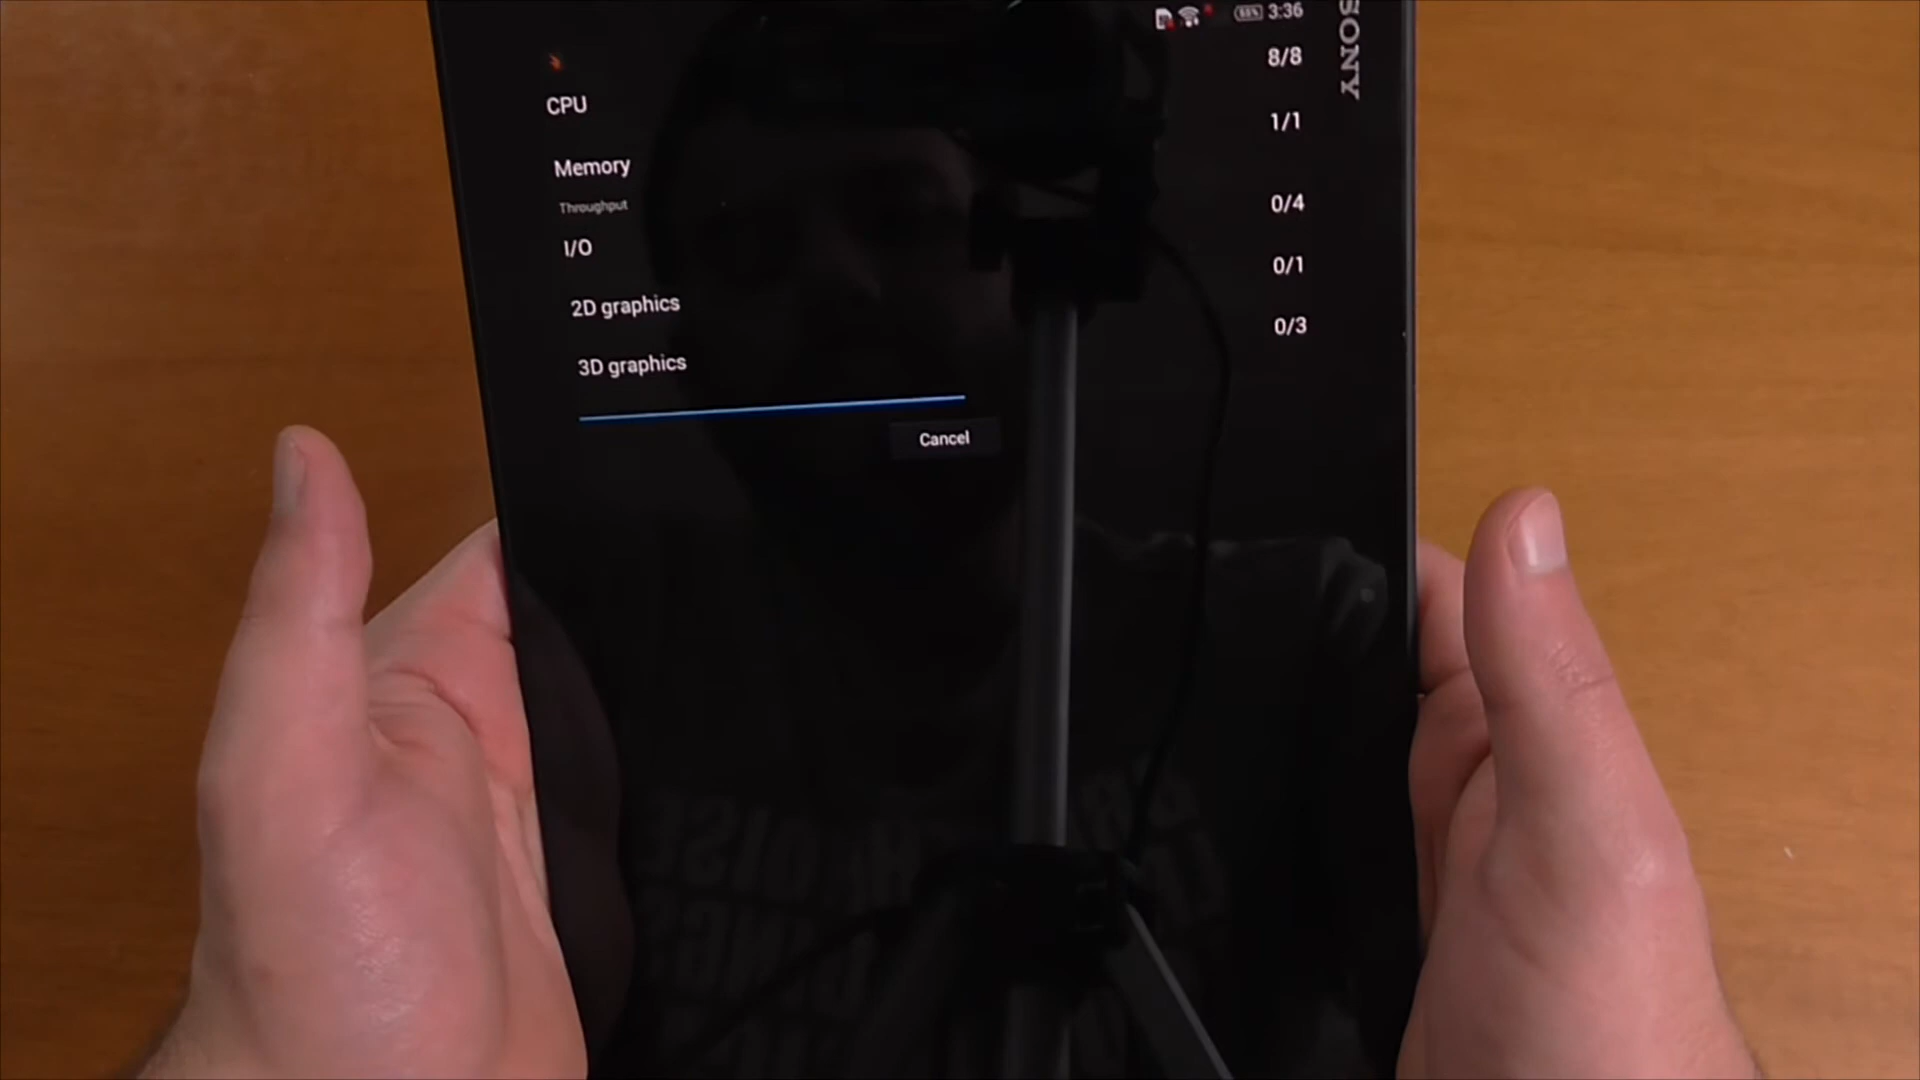 3:36
SONY
8/8
CPU
1/1
Memory
Throughput
0/4
I/O
0/1
2D graphics
0/3
3D graphics
Cancel